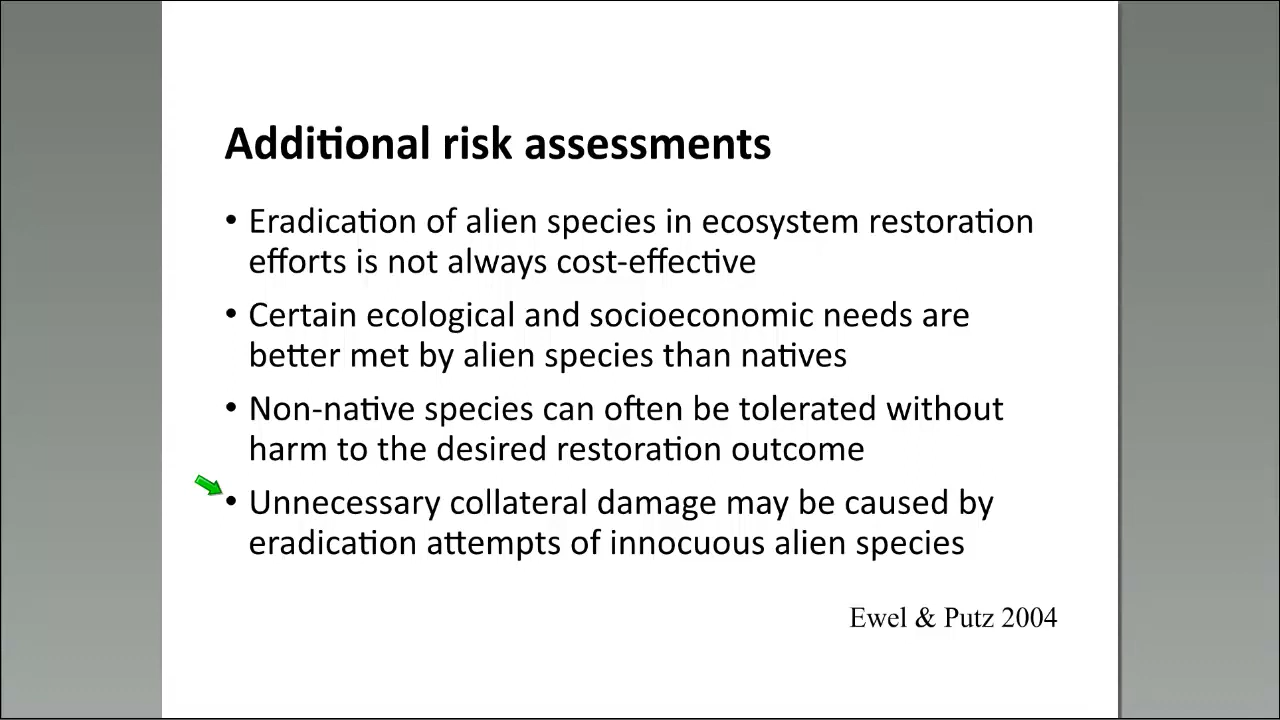 Additional risk assessments
• Eradication of alien species in ecosystem restoration
efforts is not always cost-effective
• Certain ecological and socioeconomic needs are
better met by alien species than natives
• Non-native species can often be tolerated without
harm to the desired restoration outcome
• Unnecessary collateral damage may be caused by
eradication attempts of innocuous alien species
Ewel & Putz 2004